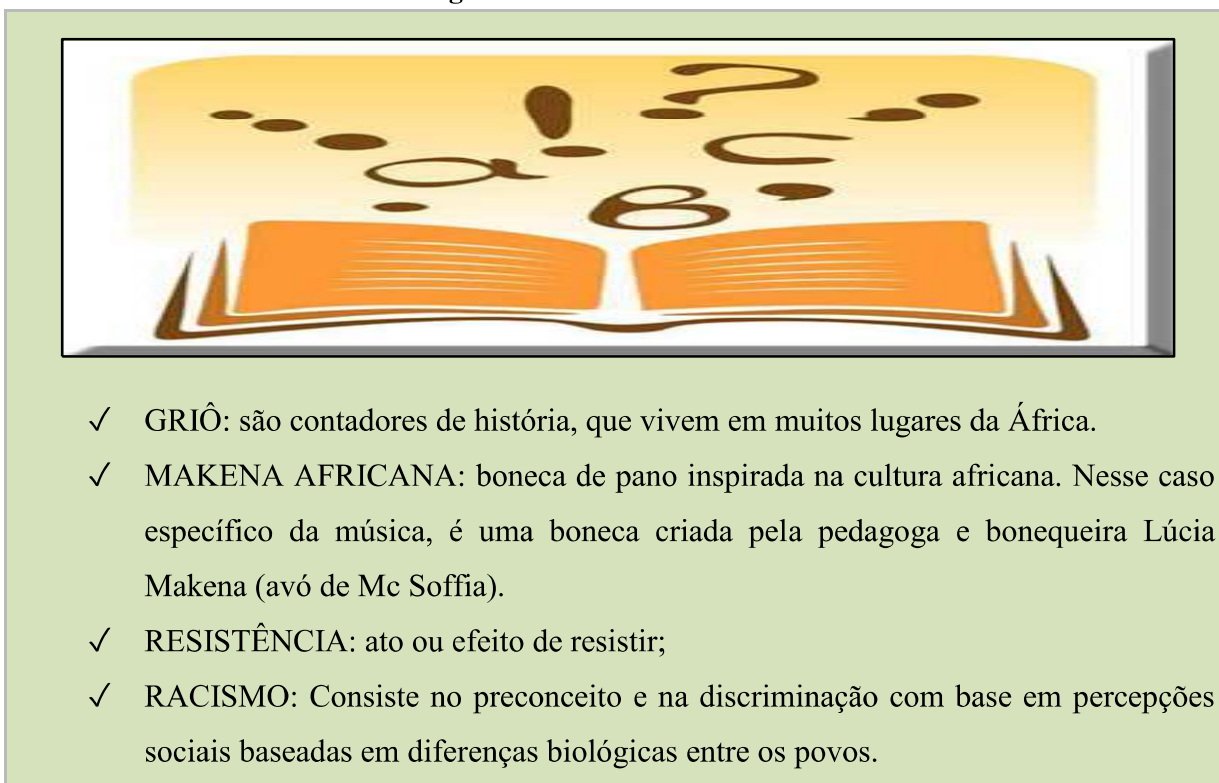 ... ! ? a c . , B
✓ GRIÔ: são contadores de história, que vivem em muitos lugares da África.
✓ MAKENA AFRICANA: boneca de pano inspirada na cultura africana. Nesse caso
específico da música, é uma boneca criada pela pedagoga e bonequeira Lúcia
Makena (avó de Mc Soffia).
✓ RESISTÊNCIA: ato ou efeito de resistir;
✓ RACISMO: Consiste no preconceito e na discriminação com base em percepções
sociais baseadas em diferenças biológicas entre os povos.